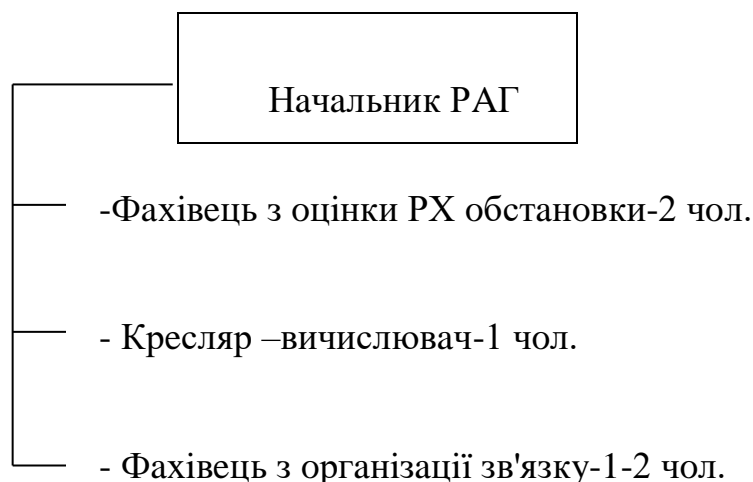 Начальник РАГ
-Фахівець з оцінки РХ обстановки-2 чол.
- Кресляр –вичислювач-1 чол.
- Фахівець з організації зв'язку-1-2 чол.